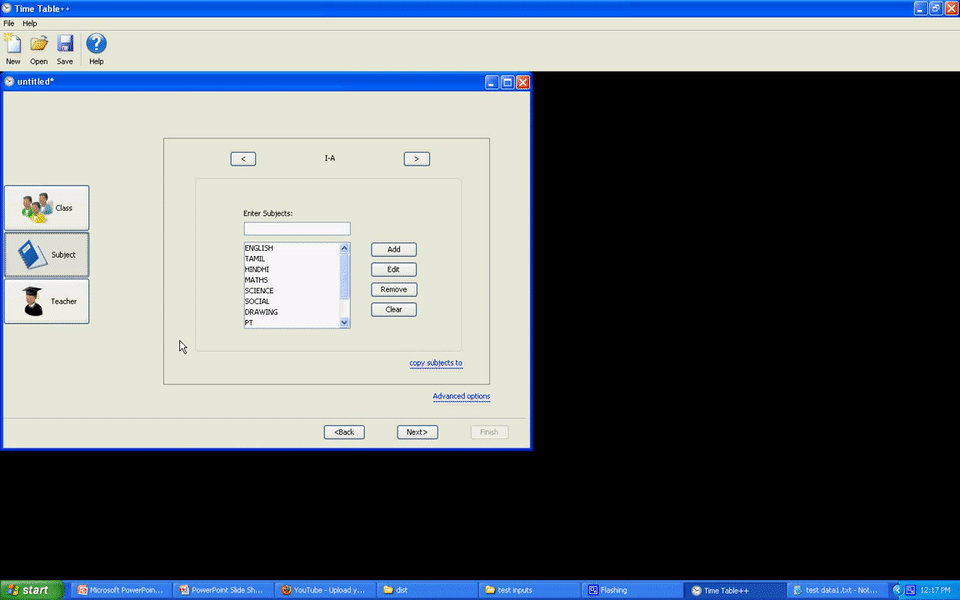 Time Table++
File Help
New Open Save Help
untitled*
< I-A >
Class
Enter Subjects:
Subject
ENGLISH
TAMIL
HINDHI
MATHS
SCIENCE
SOCIAL
DRAWING
PT
Add
Edit
Remove
Clear
Teacher
copy subjects to
Advanced options
<Back Next> Finish
start Microsoft PowerPoin... PowerPoint Slide Sh... YouTube - Upload y... dist test inputs Flashing Time Table++ test data1.txt - Not... 12:17 PM